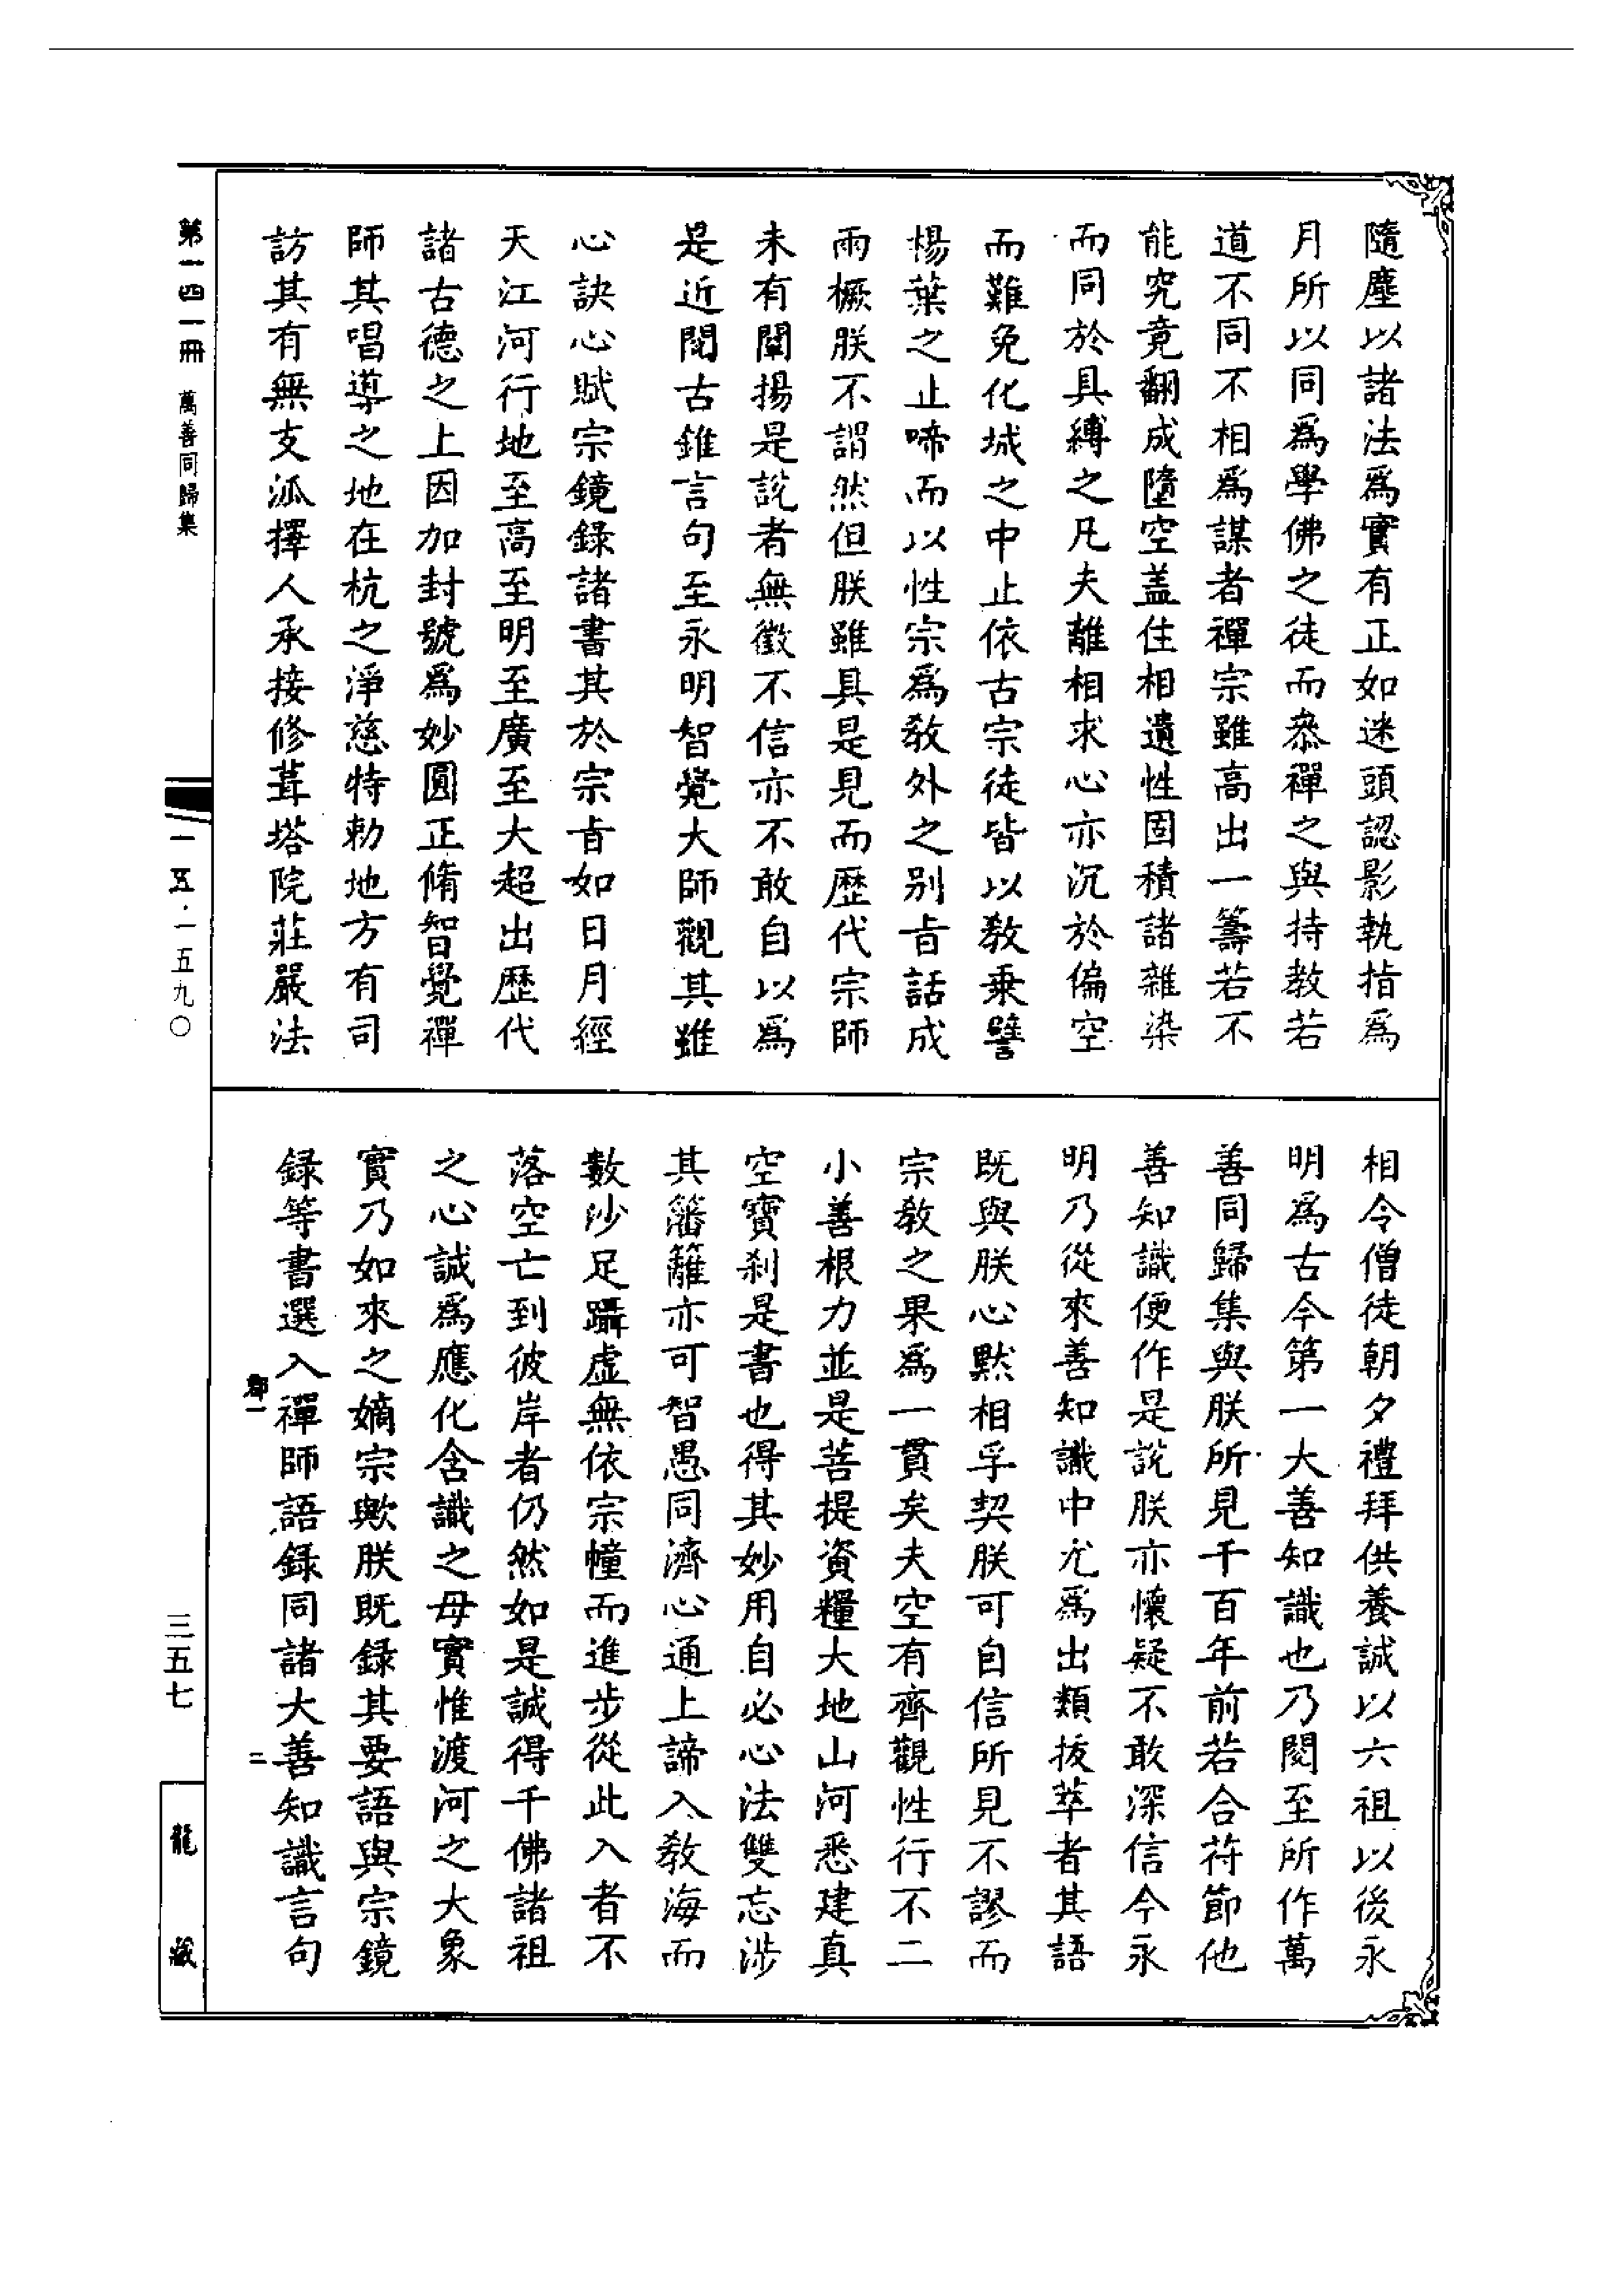 隨塵以諸法爲實有正如迷頭認影執指爲
月所以同爲學佛之徒而叅禪之與持教若
道不同不相爲謀者禪宗雖高出一籌若不
能究竟翻成墮空盖住相遺性固積諸雜染
而同於具縛之凡夫離相求心亦沉於偏空
而難免化城之中止依古宗徒皆以教乗譬
楊葉之止啼而以性宗爲教外之别㫖話成
兩橛朕不謂然但朕雖具是見而歷代宗師
未有闡揚是説者無徵不信亦不敢自以爲
是近閲古錐言句至永明智覺大師觀其雖
心訣心賦宗鏡錄諸書其於宗㫖如日月經
天江河行地至高至明至廣至大超出歷代
諸古德之上因加封號爲妙圓正脩智覺禪
師其唱導之地在杭之淨慈特勅地方有司
訪其有無支派擇人承接修葺塔院莊嚴法
相令僧徒朝夕禮拜供養誠以六祖以後永
明爲古今第一大善知識也乃閲至所作萬
善同歸集與朕所見千百年前若合符節他
善知識便作是説朕亦懷疑不敢深信今永
明乃從來善知識中尤爲出類拔萃者其語
既與朕心默相孚契朕可自信所見不謬而
宗教之果爲一貫矣夫空有齊觀性行不二
小善根力並是菩提資糧大地山河悉建真
空寶刹是書也得其妙用自必心法雙忘涉
其籓籬亦可智愚同濟心通上諦入教海而
數沙足躡虚無依宗幢而進步從此入者不
落空亡到彼岸者仍然如是誠得千佛諸祖
之心誠爲應化含識之母實惟渡河之大象
實乃如來之嫡宗歟朕既錄其要語與宗鏡
錄等書選入禪師語錄同諸大善知識言句
郡一
二
第一四一冊 萬善同歸集
一五·一五九〇
三五七
龍藏